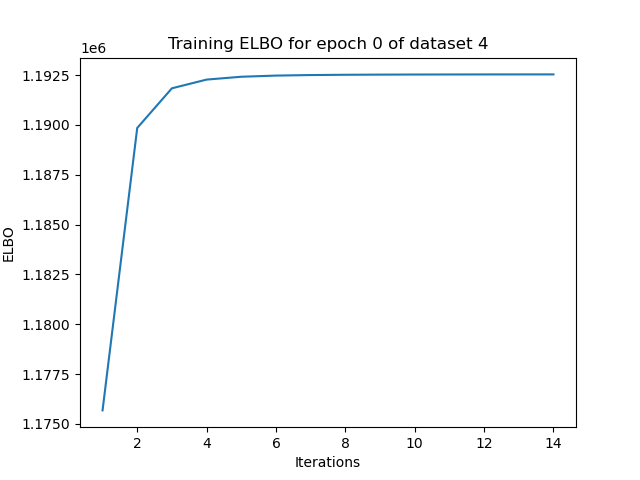 Training ELBO for epoch 0 of dataset 4
1e6
1.1925
1.1900
1.1875
1.1850
1.1825
1.1800
1.1775
1.1750
ELBO
2 4 6 8 10 12 14
Iterations